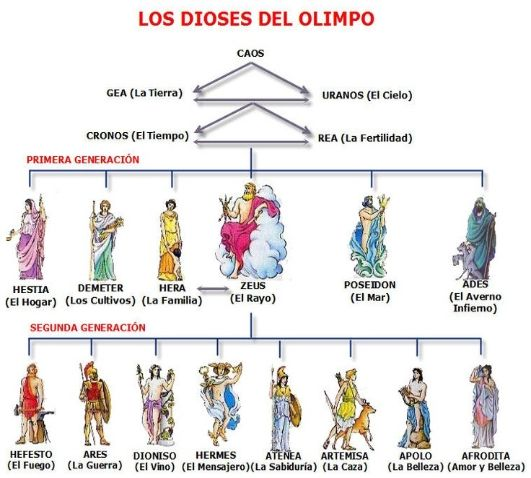 LOS DIOSES DEL OLIMPO
CAOS
GEA (La Tierra)
URANOS (El Cielo)
CRONOS (El Tiempo)
REA (La Fertilidad)
PRIMERA GENERACIÓN
HESTIA
(El Hogar)
DEMETER
(Los Cultivos)
HERA
(La Familia)
ZEUS
(El Rayo)
POSEIDON
(El Mar)
ADES
(El Averno
Infierno)
SEGUNDA GENERACIÓN
HEFESTO
(El Fuego)
ARES
(La Guerra)
DIONISO
(El Vino)
HERMES
(El Mensajero)
ATENEA
(La Sabiduría)
ARTEMISA
(La Caza)
APOLO
(La Belleza)
AFRODITA
(Amor y Belleza)